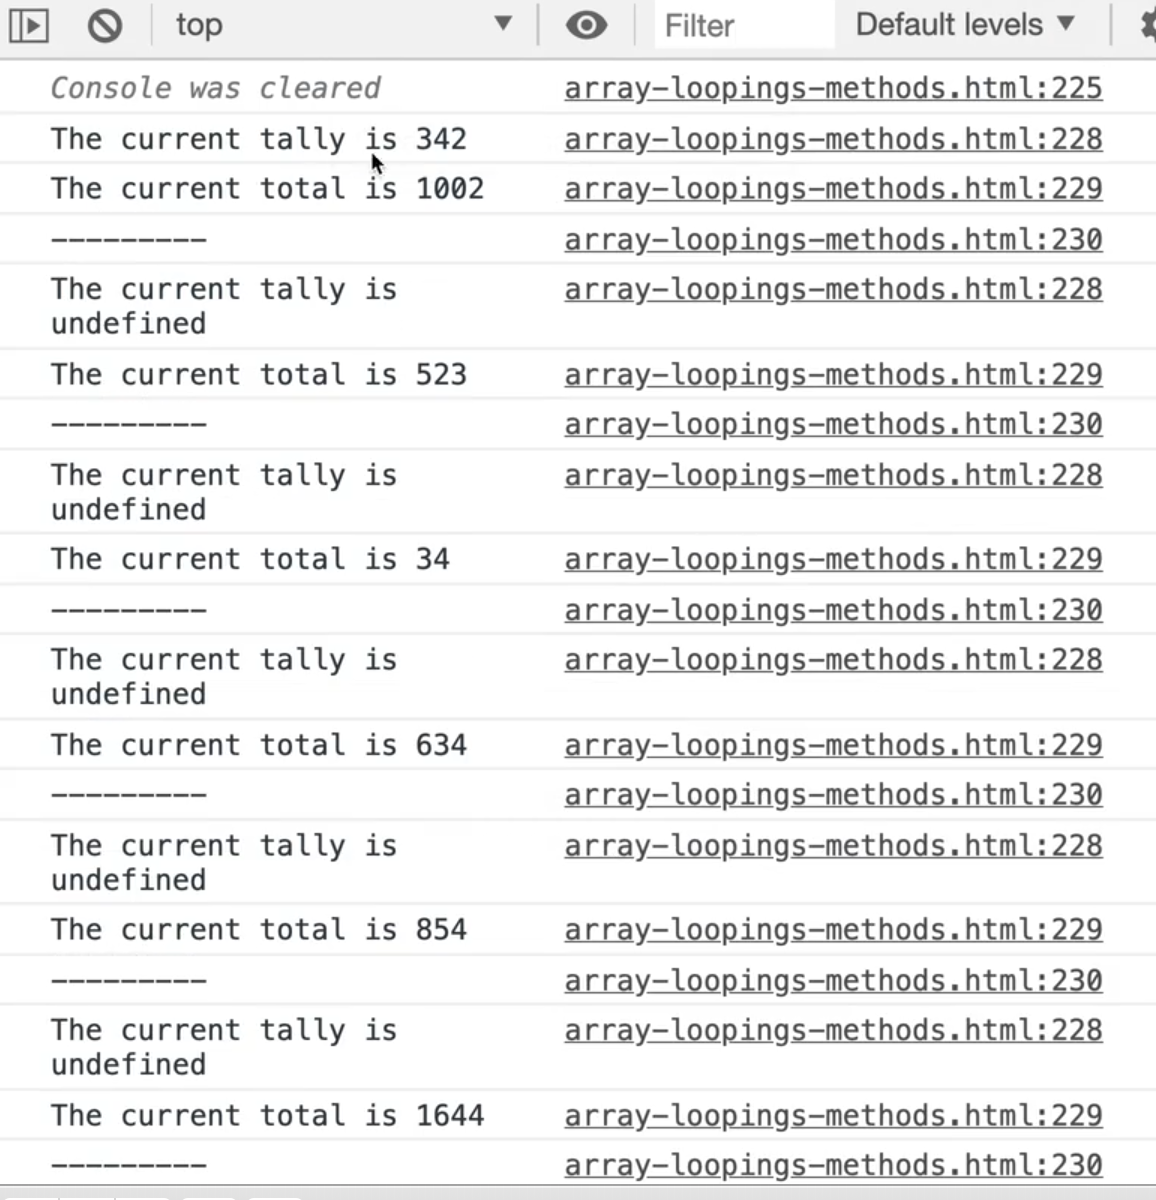 top Filter Default levels
Console was cleared array-loopings-methods.html:225
The current tally is 342 array-loopings-methods.html:228
The current total is 1002 array-loopings-methods.html:229
--------- array-loopings-methods.html:230
The current tally is array-loopings-methods.html:228
undefined
The current total is 523 array-loopings-methods.html:229
--------- array-loopings-methods.html:230
The current tally is array-loopings-methods.html:228
undefined
The current total is 34 array-loopings-methods.html:229
--------- array-loopings-methods.html:230
The current tally is array-loopings-methods.html:228
undefined
The current total is 634 array-loopings-methods.html:229
--------- array-loopings-methods.html:230
The current tally is array-loopings-methods.html:228
undefined
The current total is 854 array-loopings-methods.html:229
--------- array-loopings-methods.html:230
The current tally is array-loopings-methods.html:228
undefined
The current total is 1644 array-loopings-methods.html:229
--------- array-loopings-methods.html:230